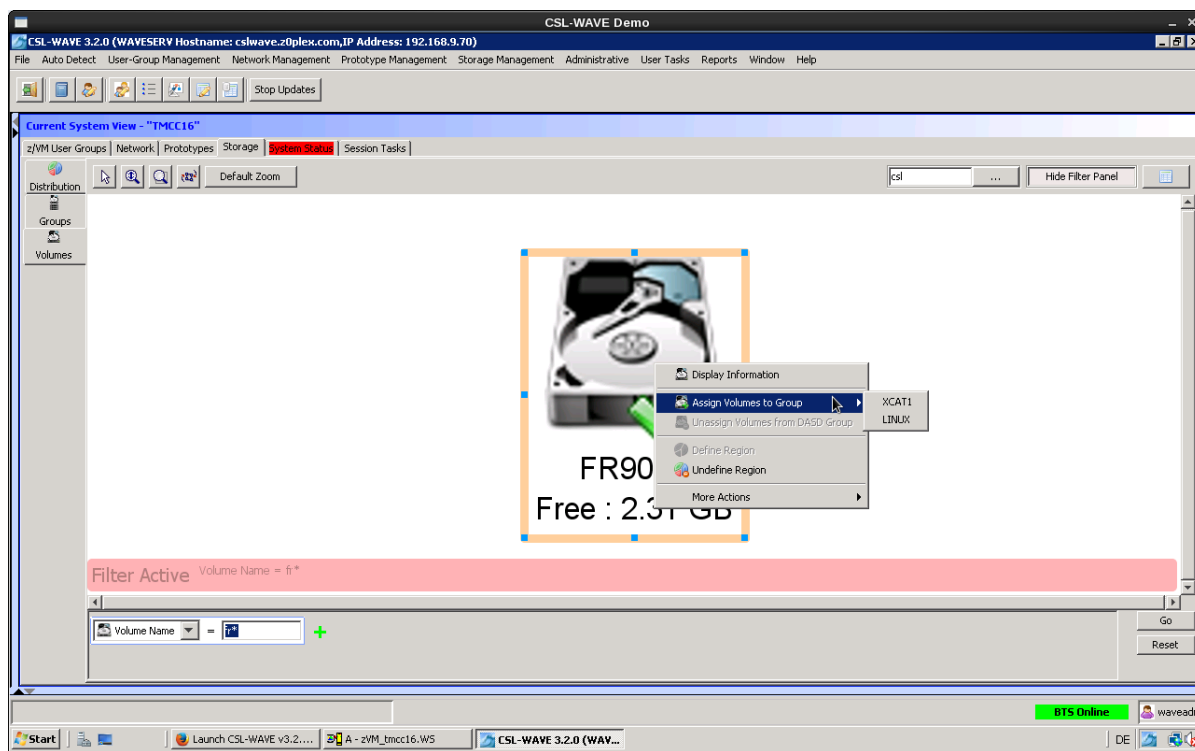 CSL-WAVE Demo
CSL-WAVE 3.2.0 (WAVESERV Hostname: cslwave.z0plex.com,IP Address: 192.168.9.70)
File Auto Detect User-Group Management Network Management Prototype Management Storage Management Administrative User Tasks Reports Window Help
Stop Updates
Current System View - "TMCC16"
z/VM User Groups Network Prototypes Storage System Status Session Tasks
Distribution
Groups
Volumes
Default Zoom
csl
...
Hide Filter Panel
Display Information
Assign Volumes to Group
XCAT1
LINUX
Unassign Volumes from DASD Group
Define Region
Undefine Region
More Actions
FR90
Free : 2.31 GB
Filter Active Volume Name = fr*
Volume Name = fr* +
Go
Reset
BTS Online
waveadr
Start Launch CSL-WAVE v3.2.... A - zVM_tmcc16.WS CSL-WAVE 3.2.0 (WAV... DE